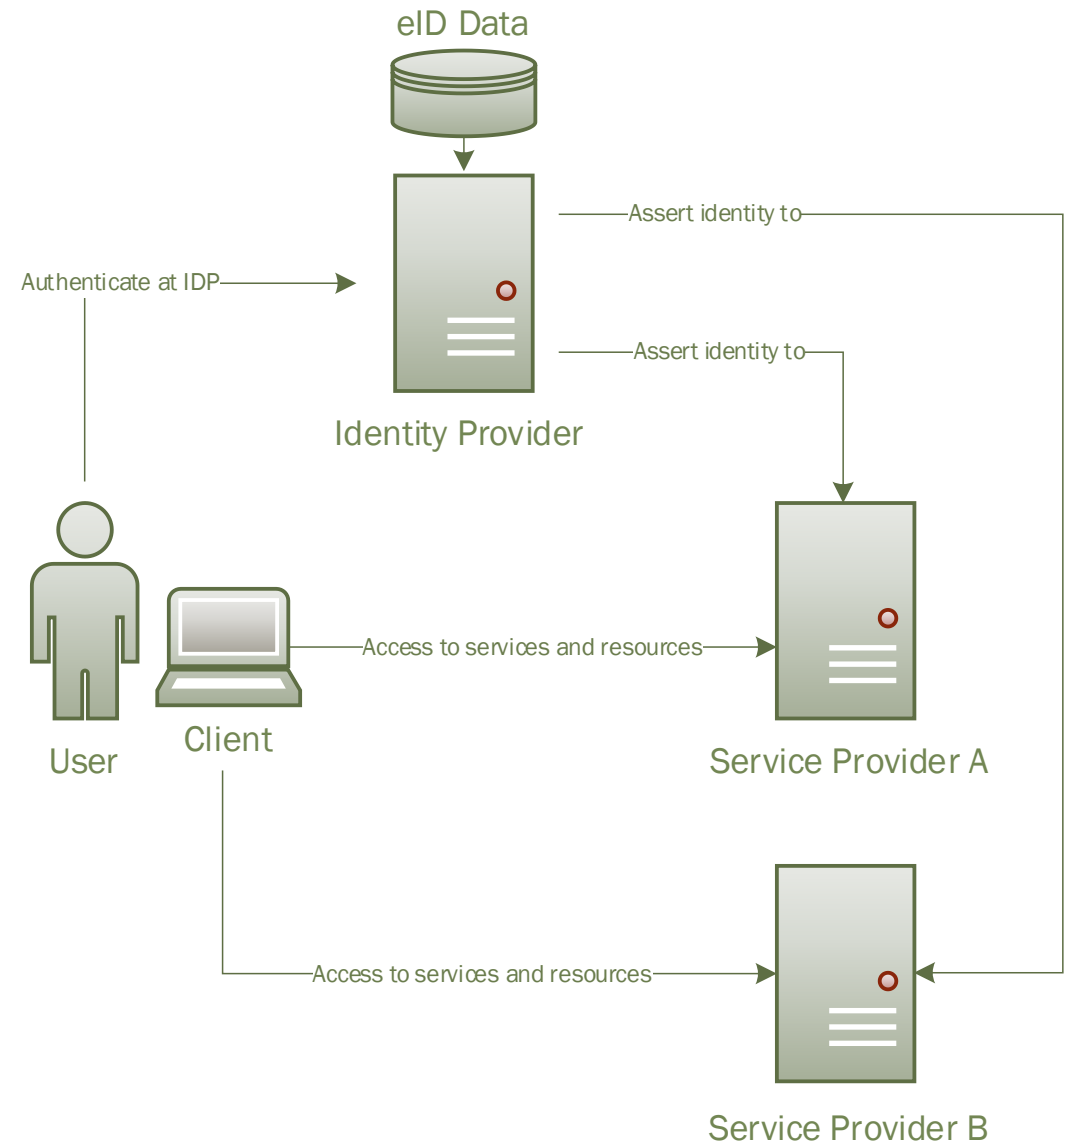 eID Data
Assert identity to
Authenticate at IDP
Assert identity to
Identity Provider
Access to services and resources
Client
User
Service Provider A
Access to services and resources
Service Provider B